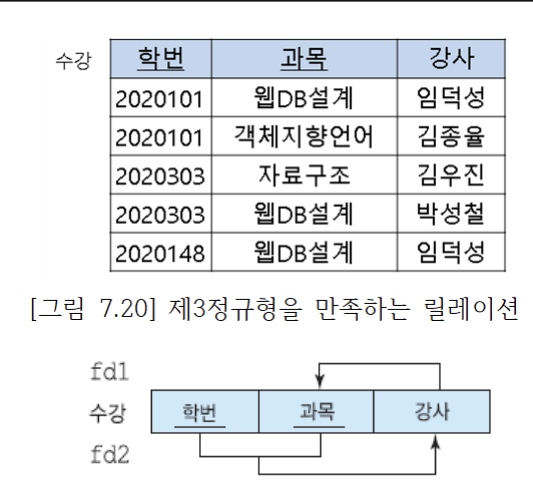 수강 학번 과목 강사
2020101 웹DB설계 임덕성
2020101 객체지향언어 김종율
2020303 자료구조 김우진
2020303 웹DB설계 박성철
2020148 웹DB설계 임덕성
[그림 7.20] 제3정규형을 만족하는 릴레이션
fd1
수강 학번 과목 강사
fd2